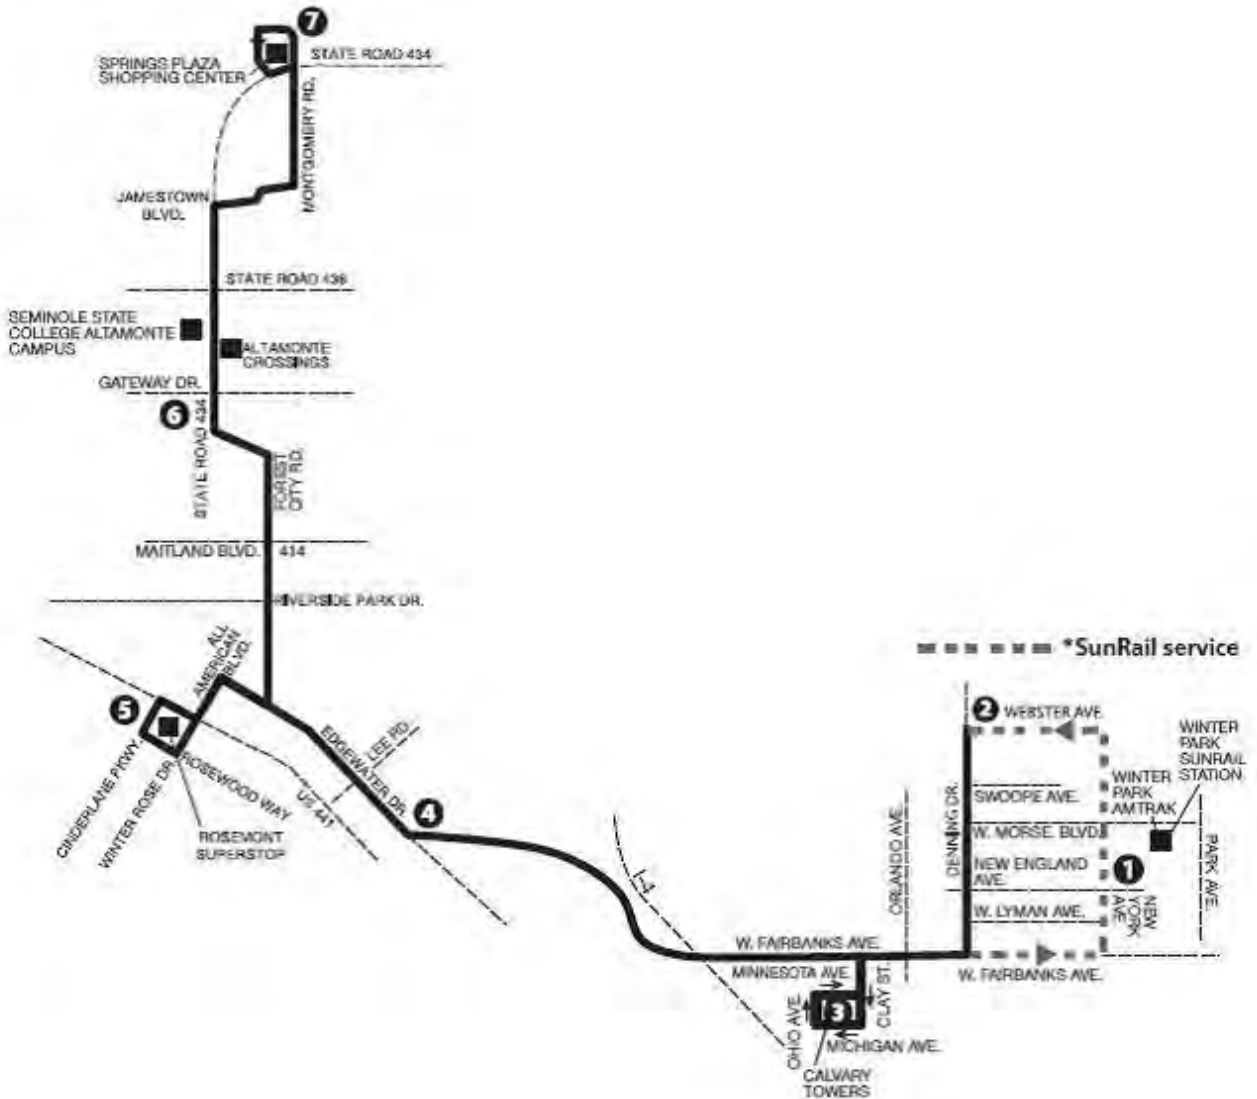 7
STATE ROAD 434
SPRINGS PLAZA
SHOPPING CENTER
MONTGOMERY RD.
JAMESTOWN
BLVD.
STATE ROAD 436
SEMINOLE STATE
COLLEGE ALTAMONTE
CAMPUS
ALTAMONTE
CROSSINGS
GATEWAY DR.
6
STATE ROAD 434
FOREST
CITY RD.
MAITLAND BLVD.
414
RIVERSIDE PARK DR.
ALL
AMERICAN
BLVD.
*SunRail service
5
EDGEWATER DR.
LEE RD.
2
WEBSTER AVE.
WINTER
PARK
SUNRAIL
STATION
CINDERLANE PKWY.
WINTER ROSE DR.
ROSEWOOD WAY
US 441
4
WINTER
PARK
AMTRAK
SWOOPE AVE.
DENNING DR.
ORLANDO AVE.
W. MORSE. BLVD.
PARK AVE.
ROSEMONT
SUPERSTOP
NEW ENGLAND
AVE.
1
I-4
W. LYMAN AVE.
NEW
YORK
AVE
W. FAIRBANKS AVE.
MINNESOTA AVE.
W. FAIRBANKS AVE.
CLAY ST.
OHIO AVE.
[3]
MICHIGAN AVE.
CALVARY
TOWERS